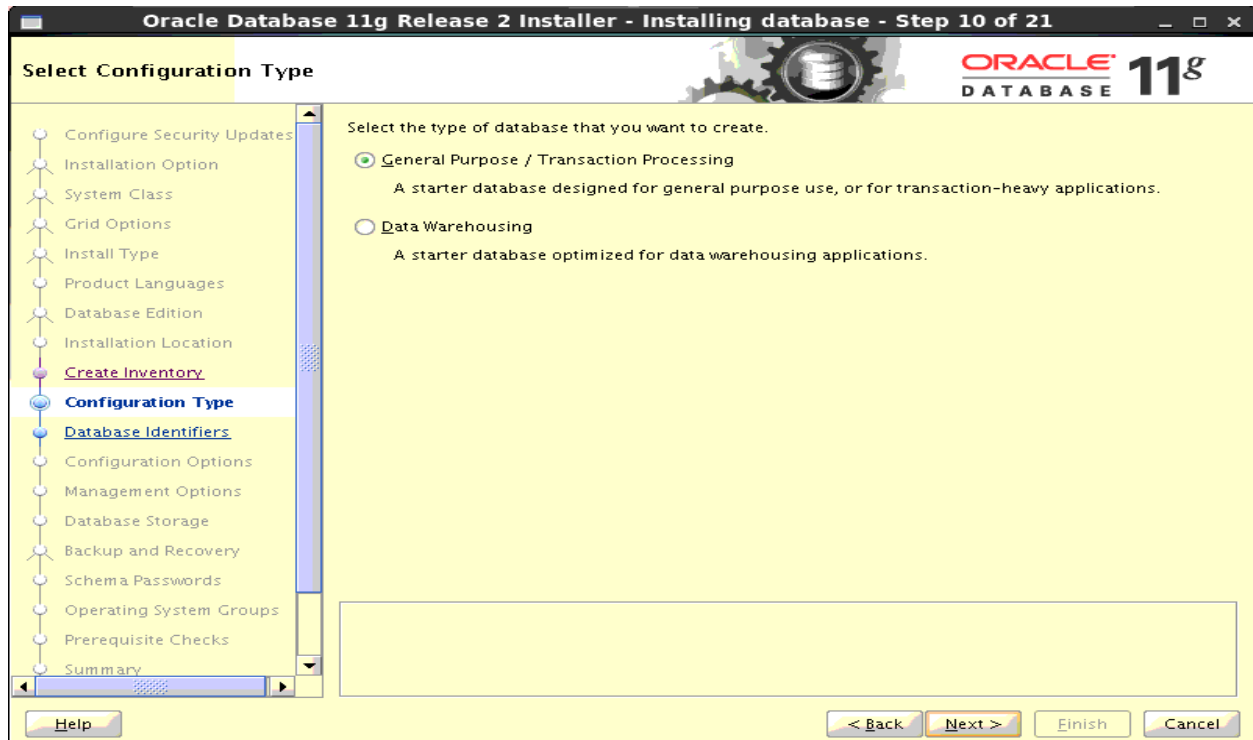 Oracle Database 11g Release 2 Installer - Installing database - Step 10 of 21
Select Configuration Type
ORACLE 11g
DATABASE
Configure Security Updates
Installation Option
System Class
Grid Options
Install Type
Product Languages
Database Edition
Installation Location
Create Inventory
Configuration Type
Database Identifiers
Configuration Options
Management Options
Database Storage
Backup and Recovery
Schema Passwords
Operating System Groups
Prerequisite Checks
Summary
Select the type of database that you want to create.
General Purpose / Transaction Processing
A starter database designed for general purpose use, or for transaction-heavy applications.
Data Warehousing
A starter database optimized for data warehousing applications.
Help
< Back
Next >
Finish
Cancel